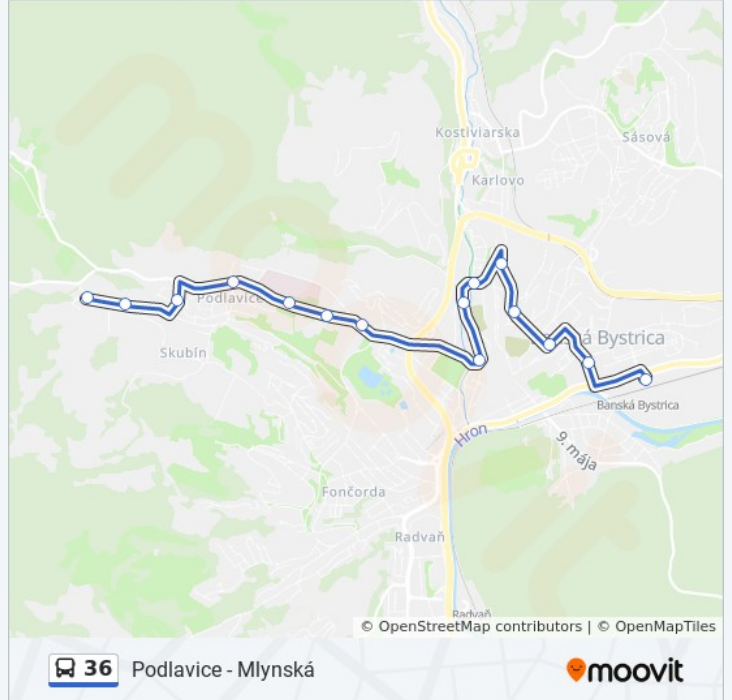 Kostiviarska
Sásová
Karlovo
Podlavice
á Bystrica
Skubín
Banská Bystrica
Hron
9. mája
Fončorda
Radvaň
Radvaň
© OpenStreetMap contributors | © OpenMapTiles
36 Podlavice - Mlynská
moovit